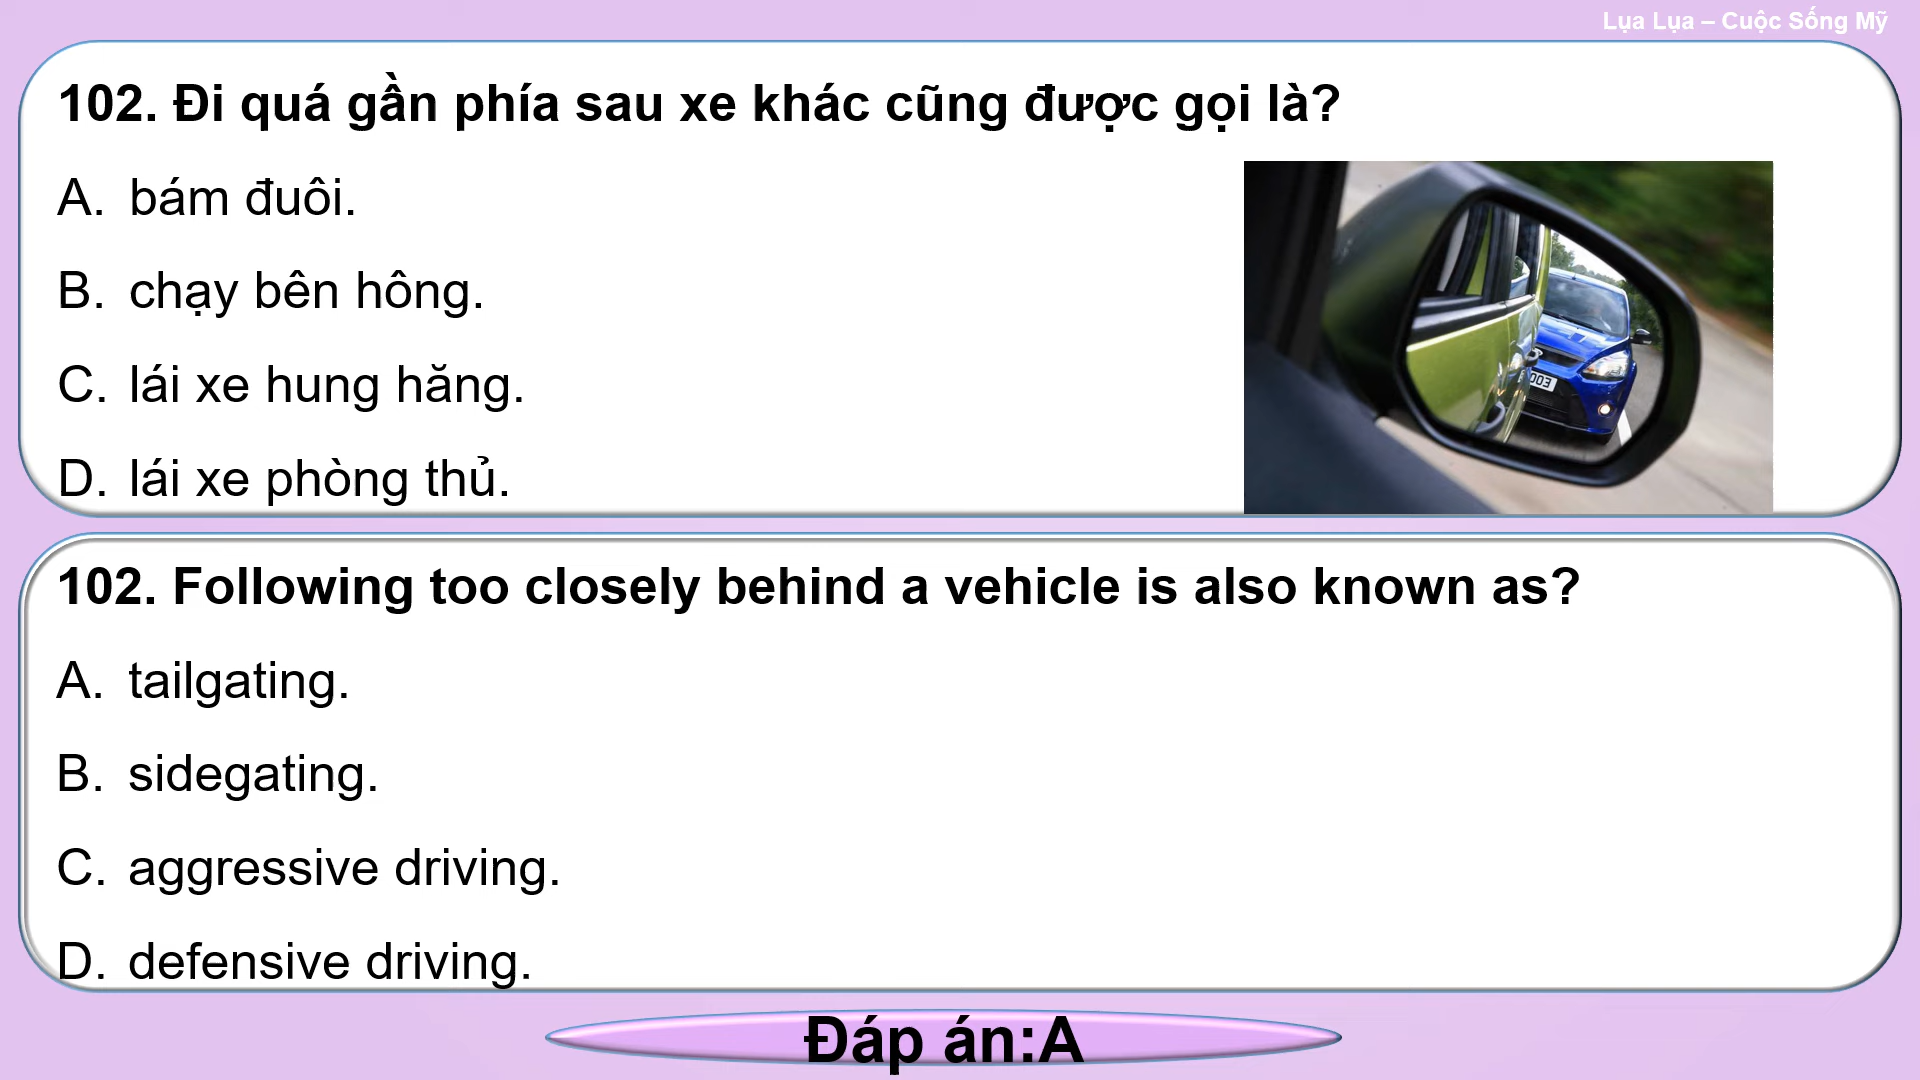 Lụa Lụa – Cuộc Sống Mỹ
102. Đi quá gần phía sau xe khác cũng được gọi là?
A. bám đuôi.
B. chạy bên hông.
C. lái xe hung hăng.
D. lái xe phòng thủ.
003
102. Following too closely behind a vehicle is also known as?
A. tailgating.
B. sidegating.
C. aggressive driving.
D. defensive driving.
Đáp án:A